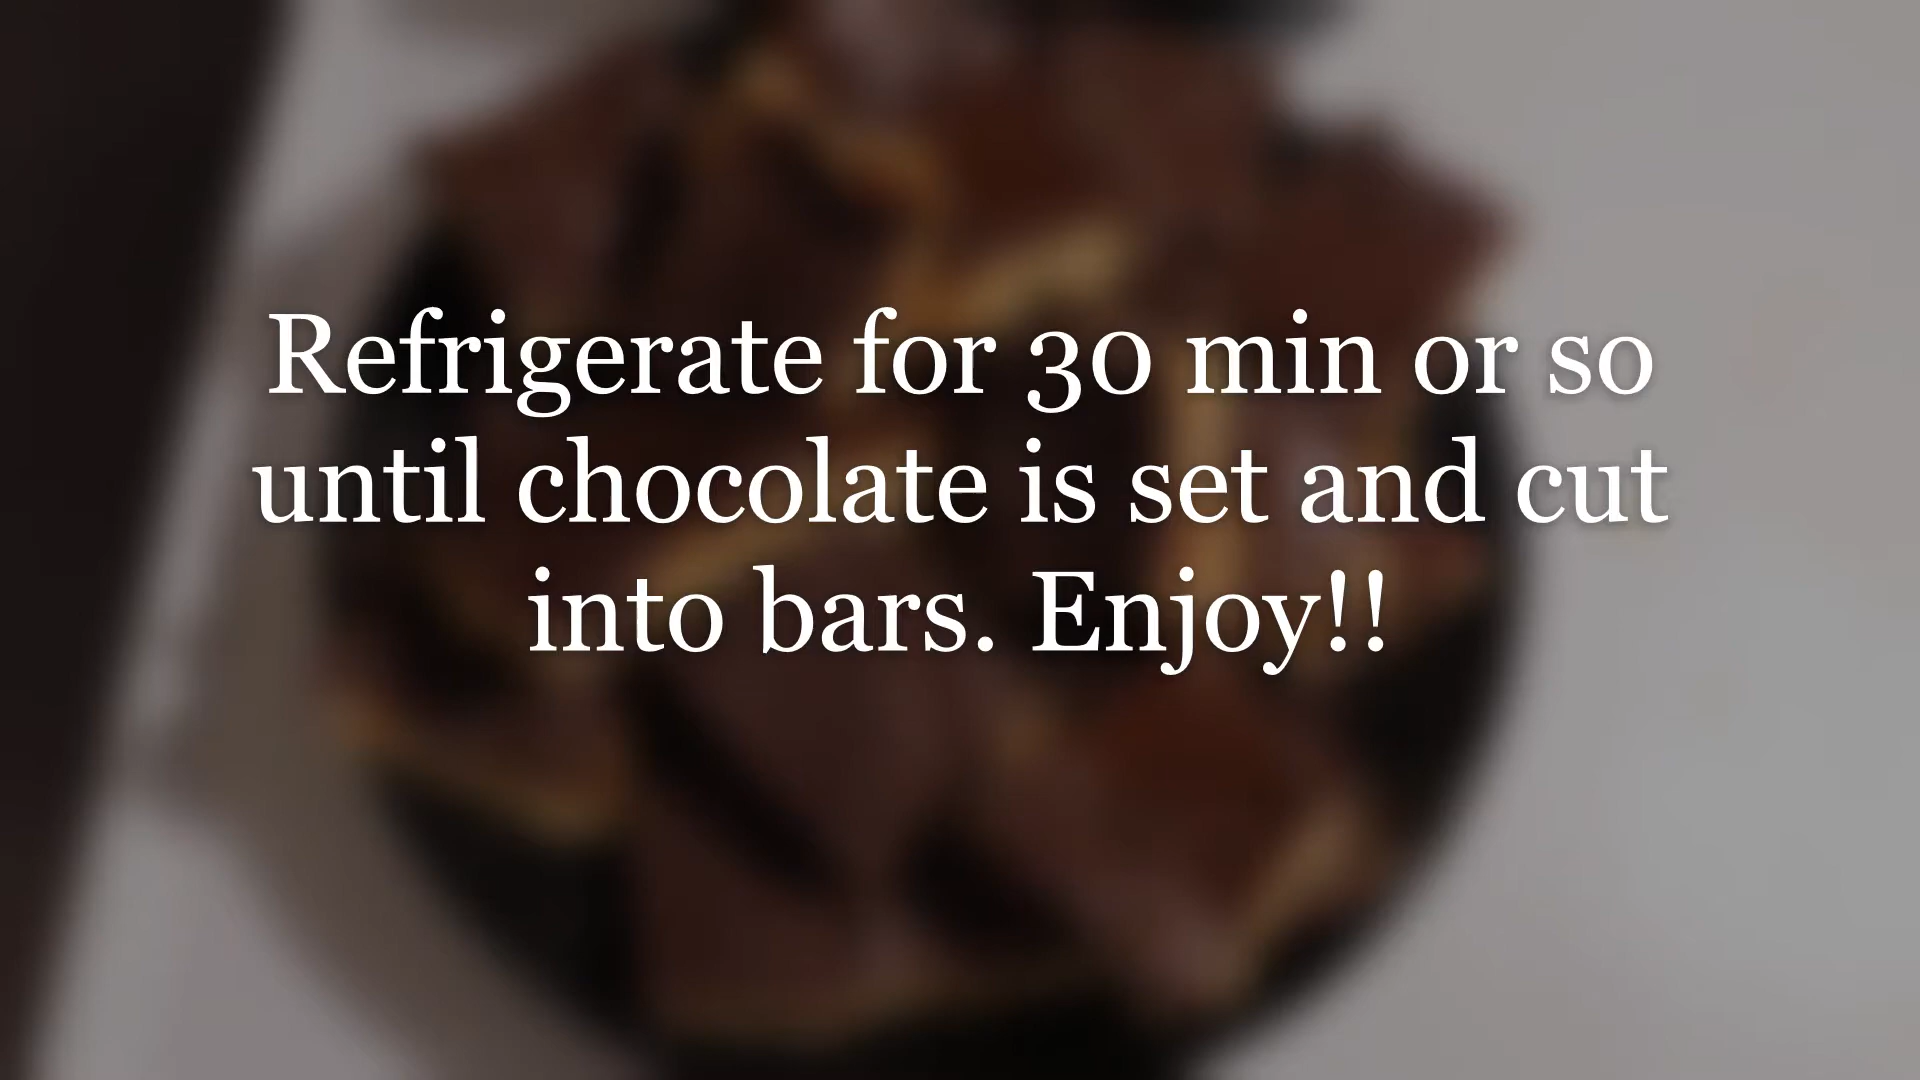 Refrigerate for 30 min or so
until chocolate is set and cut
into bars. Enjoy!!